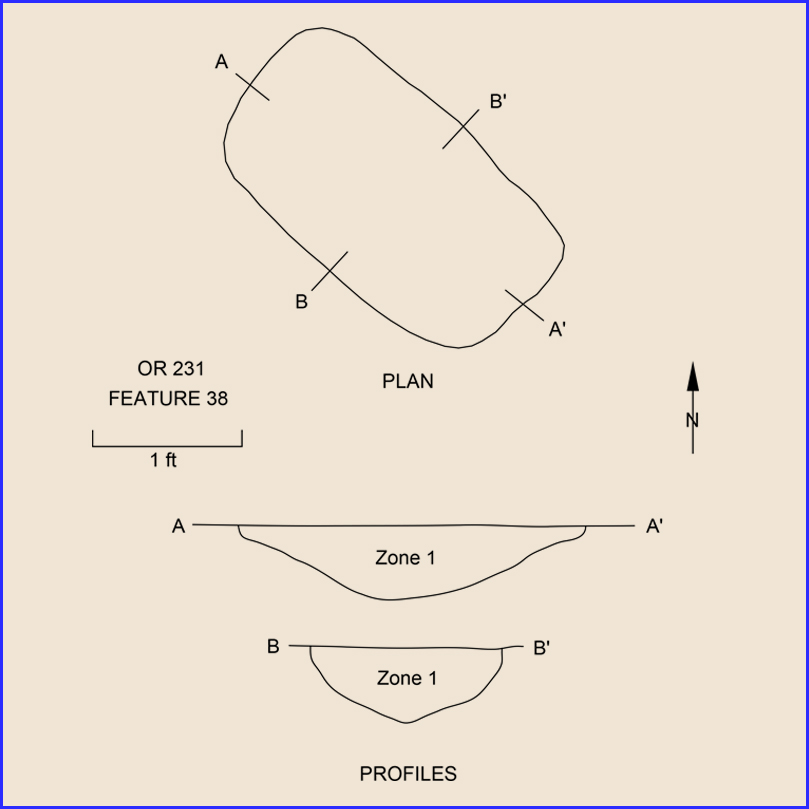 A
B'
B
A'
OR 231
FEATURE 38
PLAN
N
1 ft
A Zone 1 A'
B Zone 1 B'
PROFILES